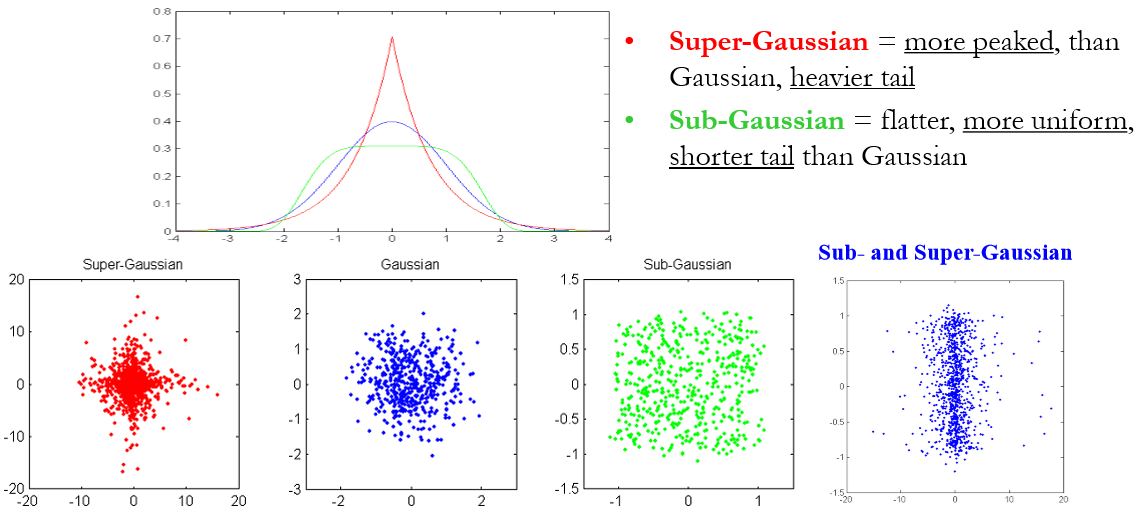 0.8
0.7
0.6
0.5
0.4
0.3
0.2
0.1
0
-4 -3 -2 -1 0 1 2 3 4
• Super-Gaussian = more peaked, than
Gaussian, heavier tail
• Sub-Gaussian = flatter, more uniform,
shorter tail than Gaussian
Super-Gaussian
20
10
0
-10
-20
-20 -10 0 10 20
Gaussian
3
2
1
0
-1
-2
-3
-2 0 2
Sub-Gaussian
1.5
1
0.5
0
-0.5
-1
-1.5
-1 0 1
Sub- and Super-Gaussian
1.5
1
0.5
0
-0.5
-1
-1.5
-20 -10 0 10 20